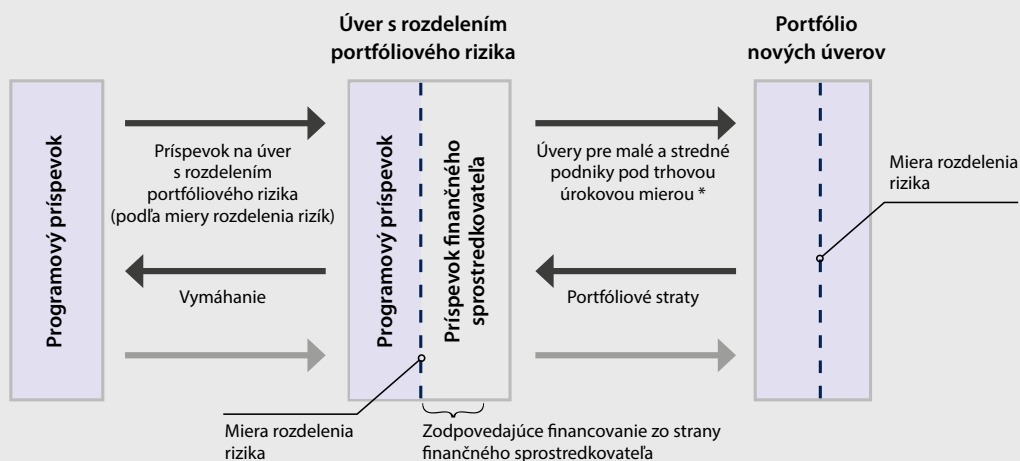 Úver s rozdelením
portfóliového rizika
Portfólio
nových úverov
Programový príspevok
Príspevok na úver
s rozdelením
portfóliového rizika
(podľa miery rozdelenia rizík)
Vymáhanie
Programový príspevok
Príspevok finančného
sprostredkovateľa
Úvery pre malé a stredné
podniky pod trhovou
úrokovou mierou *
Portfóliové straty
Miera rozdelenia
rizika
Miera rozdelenia
rizika
Zodpovedajúce financovanie zo strany
finančného sprostredkovateľa